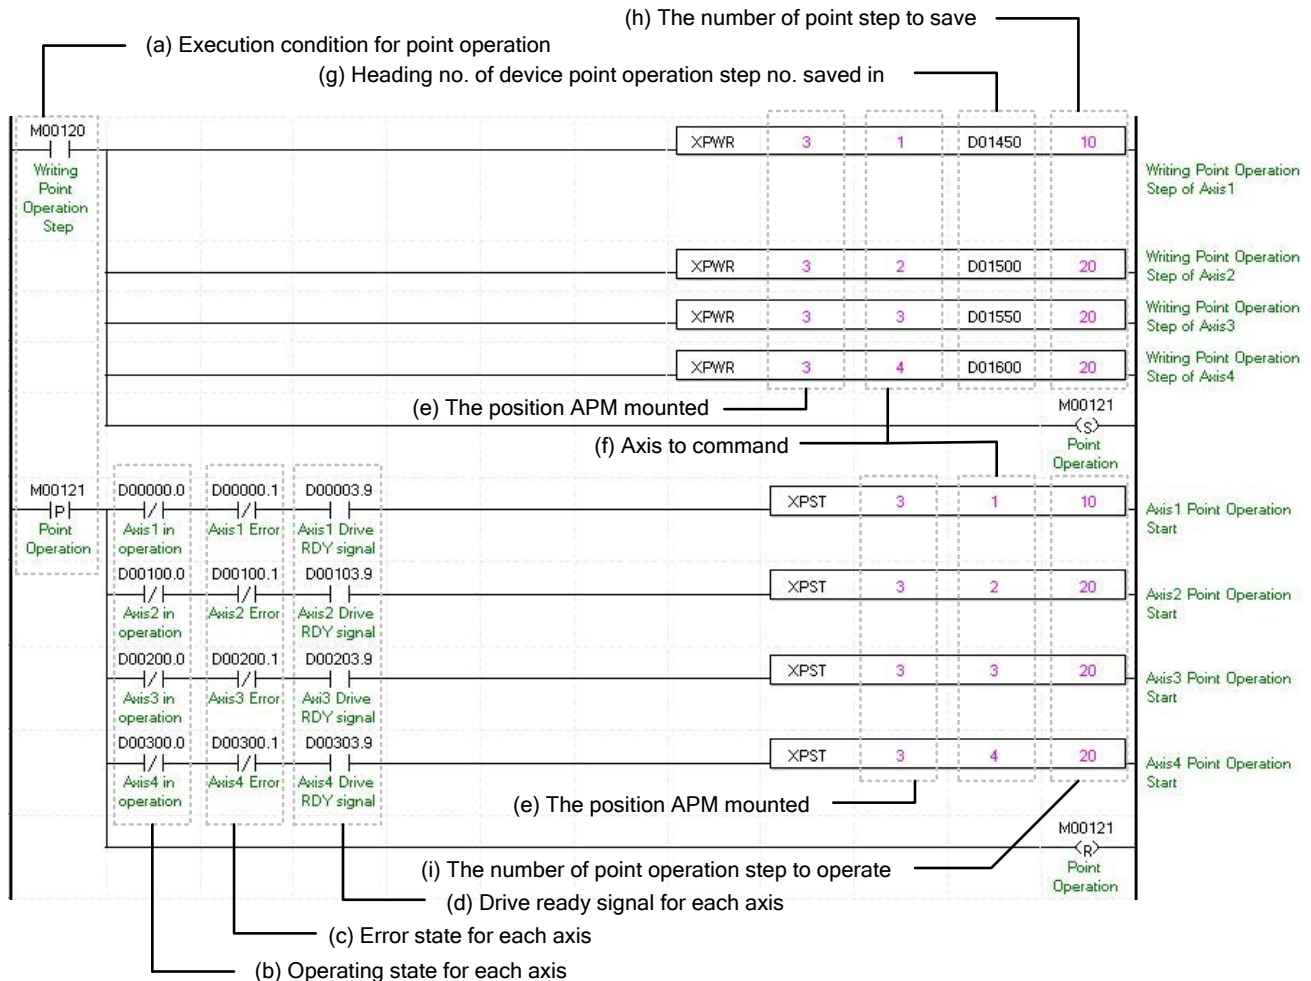 (h) The number of point step to save
(a) Execution condition for point operation
(g) Heading no. of device point operation step no. saved in
M00120
XPWR 3 1 D01450 10
Writing
Point
Operation
Step
Writing Point Operation
Step of Axis1
XPWR 3 2 D01500 20
Writing Point Operation
Step of Axis2
XPWR 3 3 D01550 20
Writing Point Operation
Step of Axis3
XPWR 3 4 D01600 20
Writing Point Operation
Step of Axis4
(e) The position APM mounted
M00121
(f) Axis to command
S
Point
Operation
M00121 D00000.0 D00000.1 D00003.9
P
XPST 3 1 10
Point
Operation
Axis1 in
operation
Axis1 Error
Axis1 Drive
RDY signal
Axis1 Point Operation
Start
D00100.0 D00100.1 D00103.9
XPST 3 2 20
Axis2 in
operation
Axis2 Error
Axis2 Drive
RDY signal
Axis2 Point Operation
Start
D00200.0 D00200.1 D00203.9
XPST 3 3 20
Axis3 in
operation
Axis3 Error
Axi3 Drive
RDY signal
Axis3 Point Operation
Start
D00300.0 D00300.1 D00303.9
XPST 3 4 20
Axis4 in
operation
Axis4 Error
Axis4 Drive
RDY signal
Axis4 Point Operation
Start
(e) The position APM mounted
M00121
R
Point
Operation
(i) The number of point operation step to operate
(d) Drive ready signal for each axis
(c) Error state for each axis
(b) Operating state for each axis